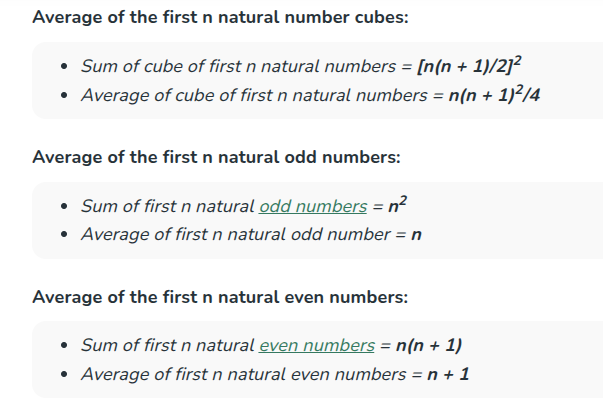 Average of the first n natural number cubes:
• Sum of cube of first n natural numbers = [n(n + 1)/2]²
• Average of cube of first n natural numbers = n(n + 1)²/4
Average of the first n natural odd numbers:
• Sum of first n natural odd numbers = n²
• Average of first n natural odd number = n
Average of the first n natural even numbers:
• Sum of first n natural even numbers = n(n + 1)
• Average of first n natural even numbers = n + 1